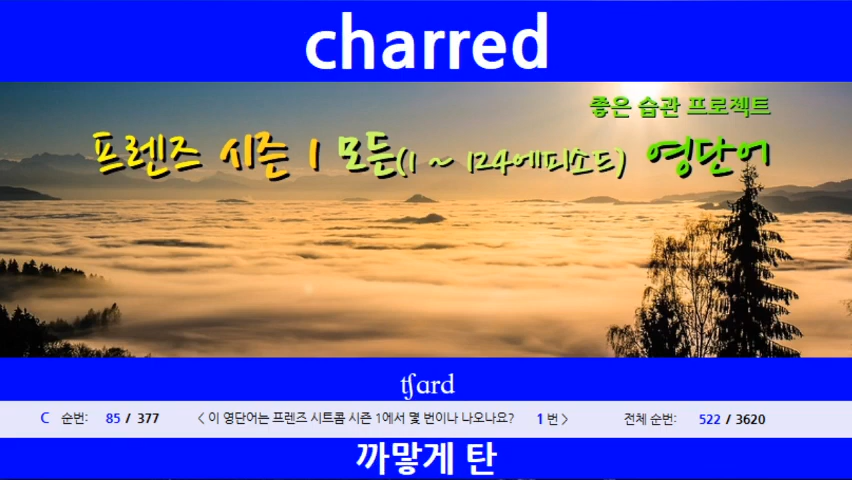 charred
좋은 습관 프로젝트
프렌즈 시즌 1 모든(1 ~ 124에피소드) 영단어
tʃard
C 순번: 85 / 377 < 이 영단어는 프렌즈 시트콤 시즌 1에서 몇 번이나 나오나요? 1 번 > 전체 순번: 522 / 3620
까맣게 탄